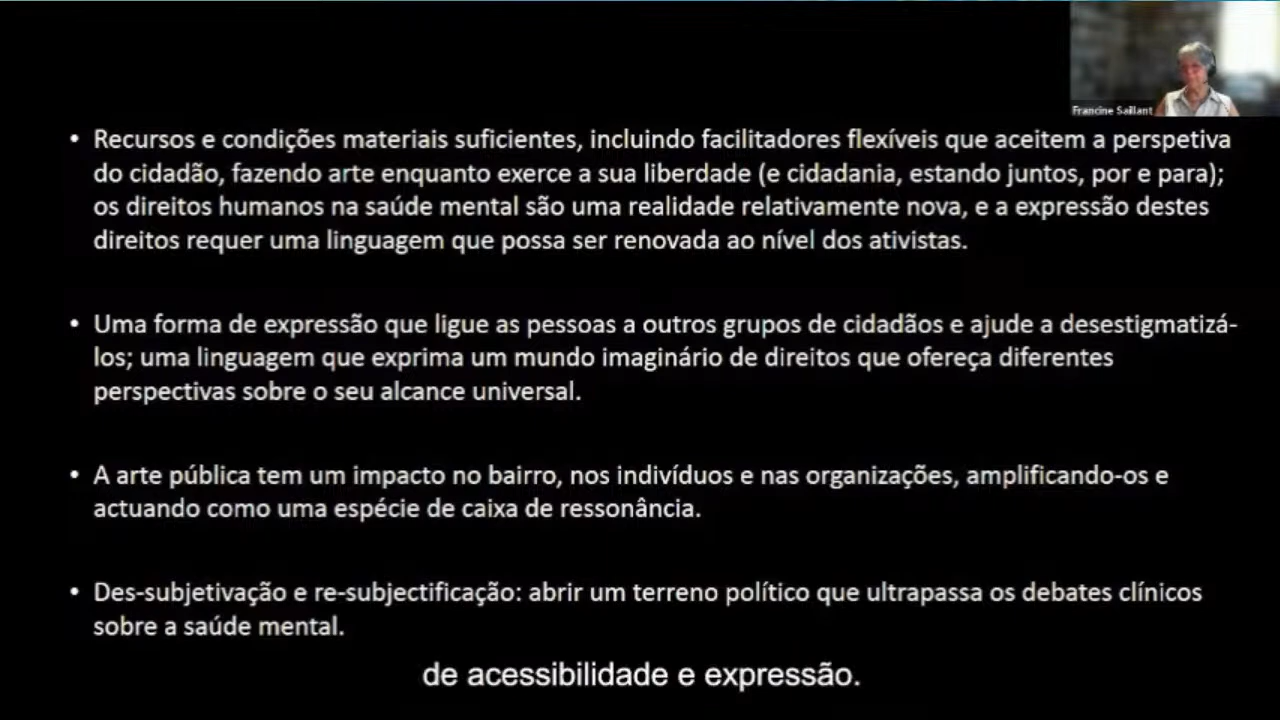 Francine Saillant
• Recursos e condições materiais suficientes, incluindo facilitadores flexíveis que aceitem a perspetiva
do cidadão, fazendo arte enquanto exerce a sua liberdade (e cidadania, estando juntos, por e para);
os direitos humanos na saúde mental são uma realidade relativamente nova, e a expressão destes
direitos requer uma linguagem que possa ser renovada ao nível dos ativistas.
• Uma forma de expressão que ligue as pessoas a outros grupos de cidadãos e ajude a desestigmatizá-
los; uma linguagem que exprima um mundo imaginário de direitos que ofereça diferentes
perspectivas sobre o seu alcance universal.
• A arte pública tem um impacto no bairro, nos indivíduos e nas organizações, amplificando-os e
actuando como uma espécie de caixa de ressonância.
• Des-subjetivação e re-subjectificação: abrir um terreno político que ultrapassa os debates clínicos
sobre a saúde mental.
de acessibilidade e expressão.